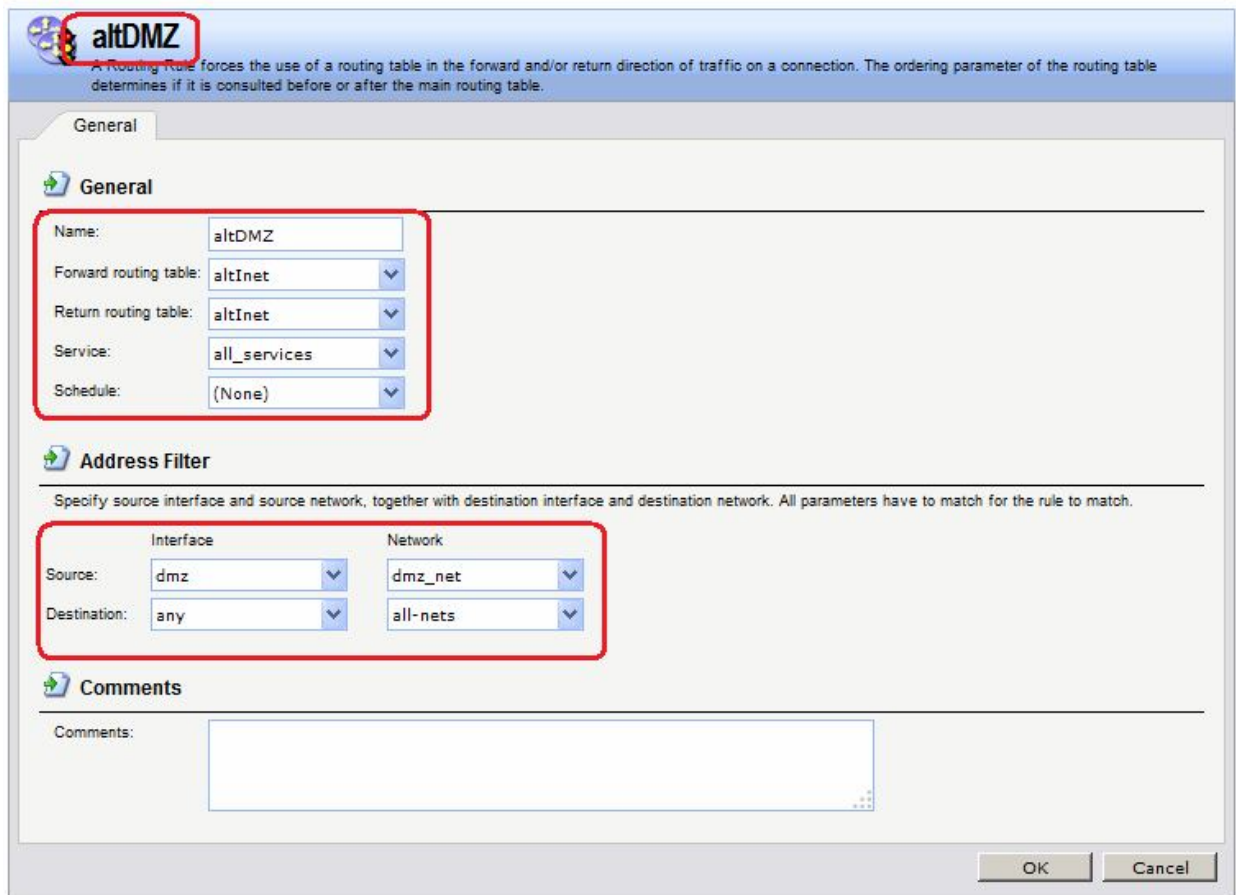 altDMZ
A Routing Rule forces the use of a routing table in the forward and/or return direction of traffic on a connection. The ordering parameter of the routing table
determines if it is consulted before or after the main routing table.
General
General
Name: altDMZ
Forward routing table: altInet
Return routing table: altInet
Service: all_services
Schedule: (None)
Address Filter
Specify source interface and source network, together with destination interface and destination network. All parameters have to match for the rule to match.
Interface Network
Source: dmz dmz_net
Destination: any all-nets
Comments
Comments:
OK Cancel